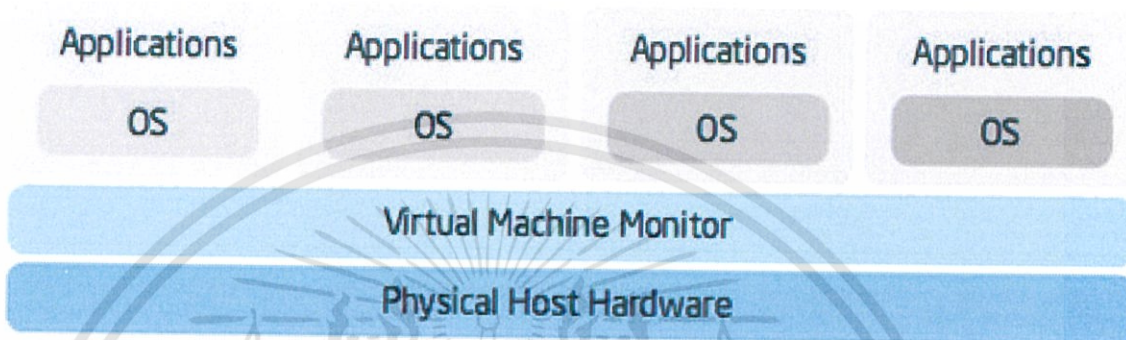 Applications Applications Applications Applications
OS OS OS OS
Virtual Machine Monitor
Physical Host Hardware